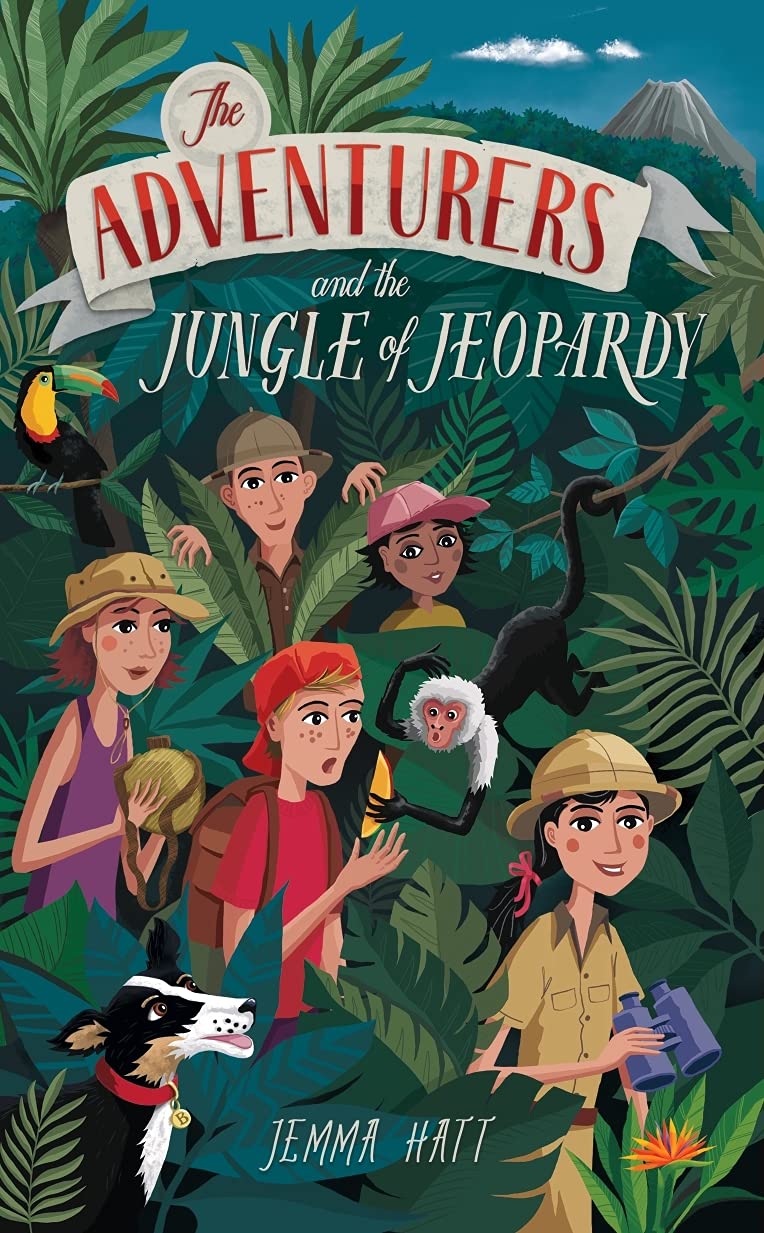 The
ADVENTURERS
and the
JUNGLE of JEOPARDY
B
JEMMA HATT